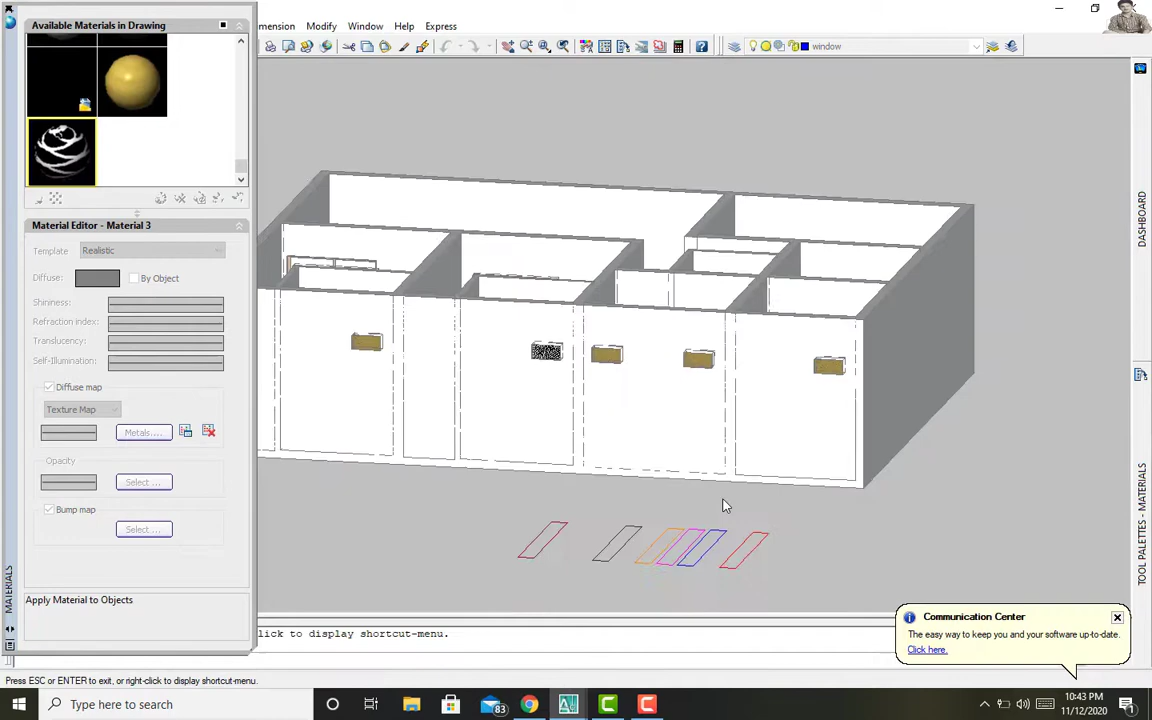 Available Materials in Drawing
mension Modify Window Help Express
window
Material Editor - Material 3
Template Realistic
Diffuse: By Object
Shininess:
Refraction index:
Translucency:
Self-Illumination:
Diffuse map
Texture Map
Metals....
Opacity
Select ...
Bump map
Select ...
Apply Material to Objects
MATERIALS
DASHBOARD
TOOL PALETTES - MATERIALS
lick to display shortcut-menu.
Communication Center
The easy way to keep you and your software up-to-date.
Click here.
Press ESC or ENTER to exit, or right-click to display shortcut-menu.
Type here to search
83
10:43 PM
11/12/2020
1